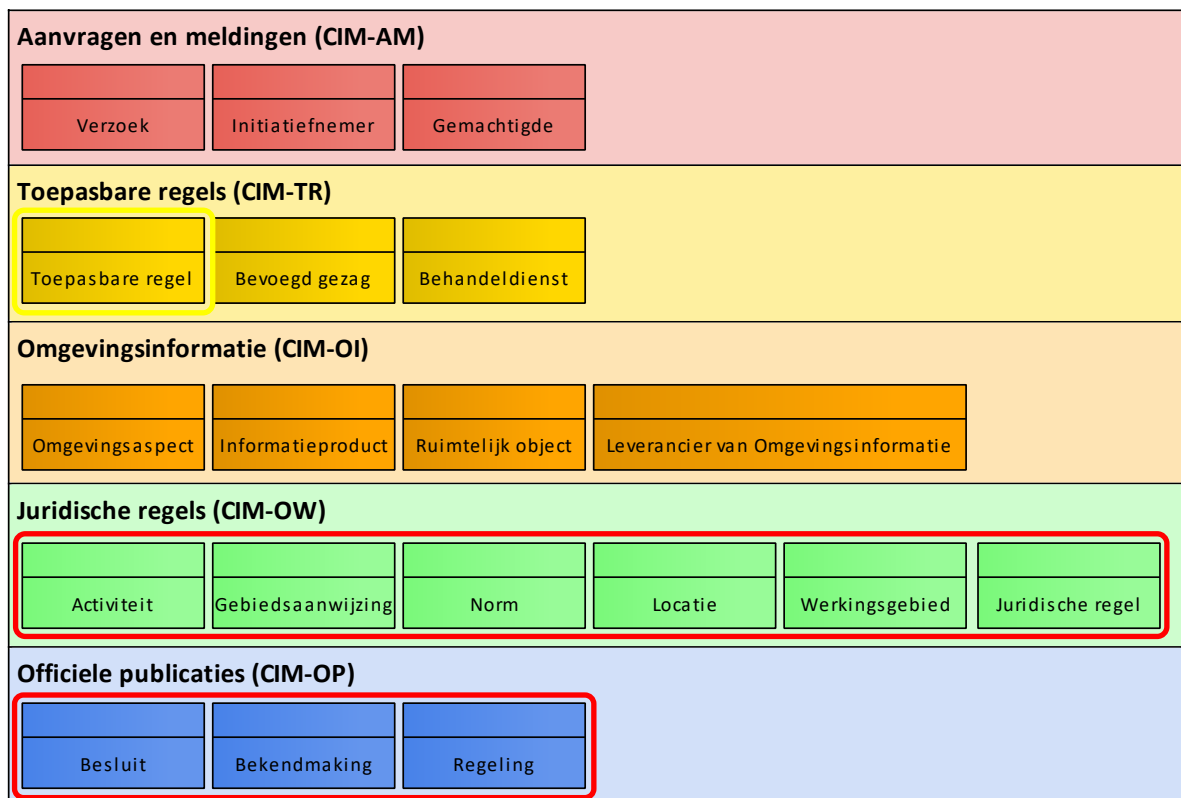 Aanvragen en meldingen (CIM-AM)
Verzoek
Initiatiefnemer
Gemachtigde
Toepasbare regels (CIM-TR)
Toepasbare regel
Bevoegd gezag
Behandeldienst
Omgevingsinformatie (CIM-OI)
Omgevingsaspect
Informatieproduct
Ruimtelijk object
Leverancier van Omgevingsinformatie
Juridische regels (CIM-OW)
Activiteit
Gebiedsaanwijzing
Norm
Locatie
Werkingsgebied
Juridische regel
Officiele publicaties (CIM-OP)
Besluit
Bekendmaking
Regeling